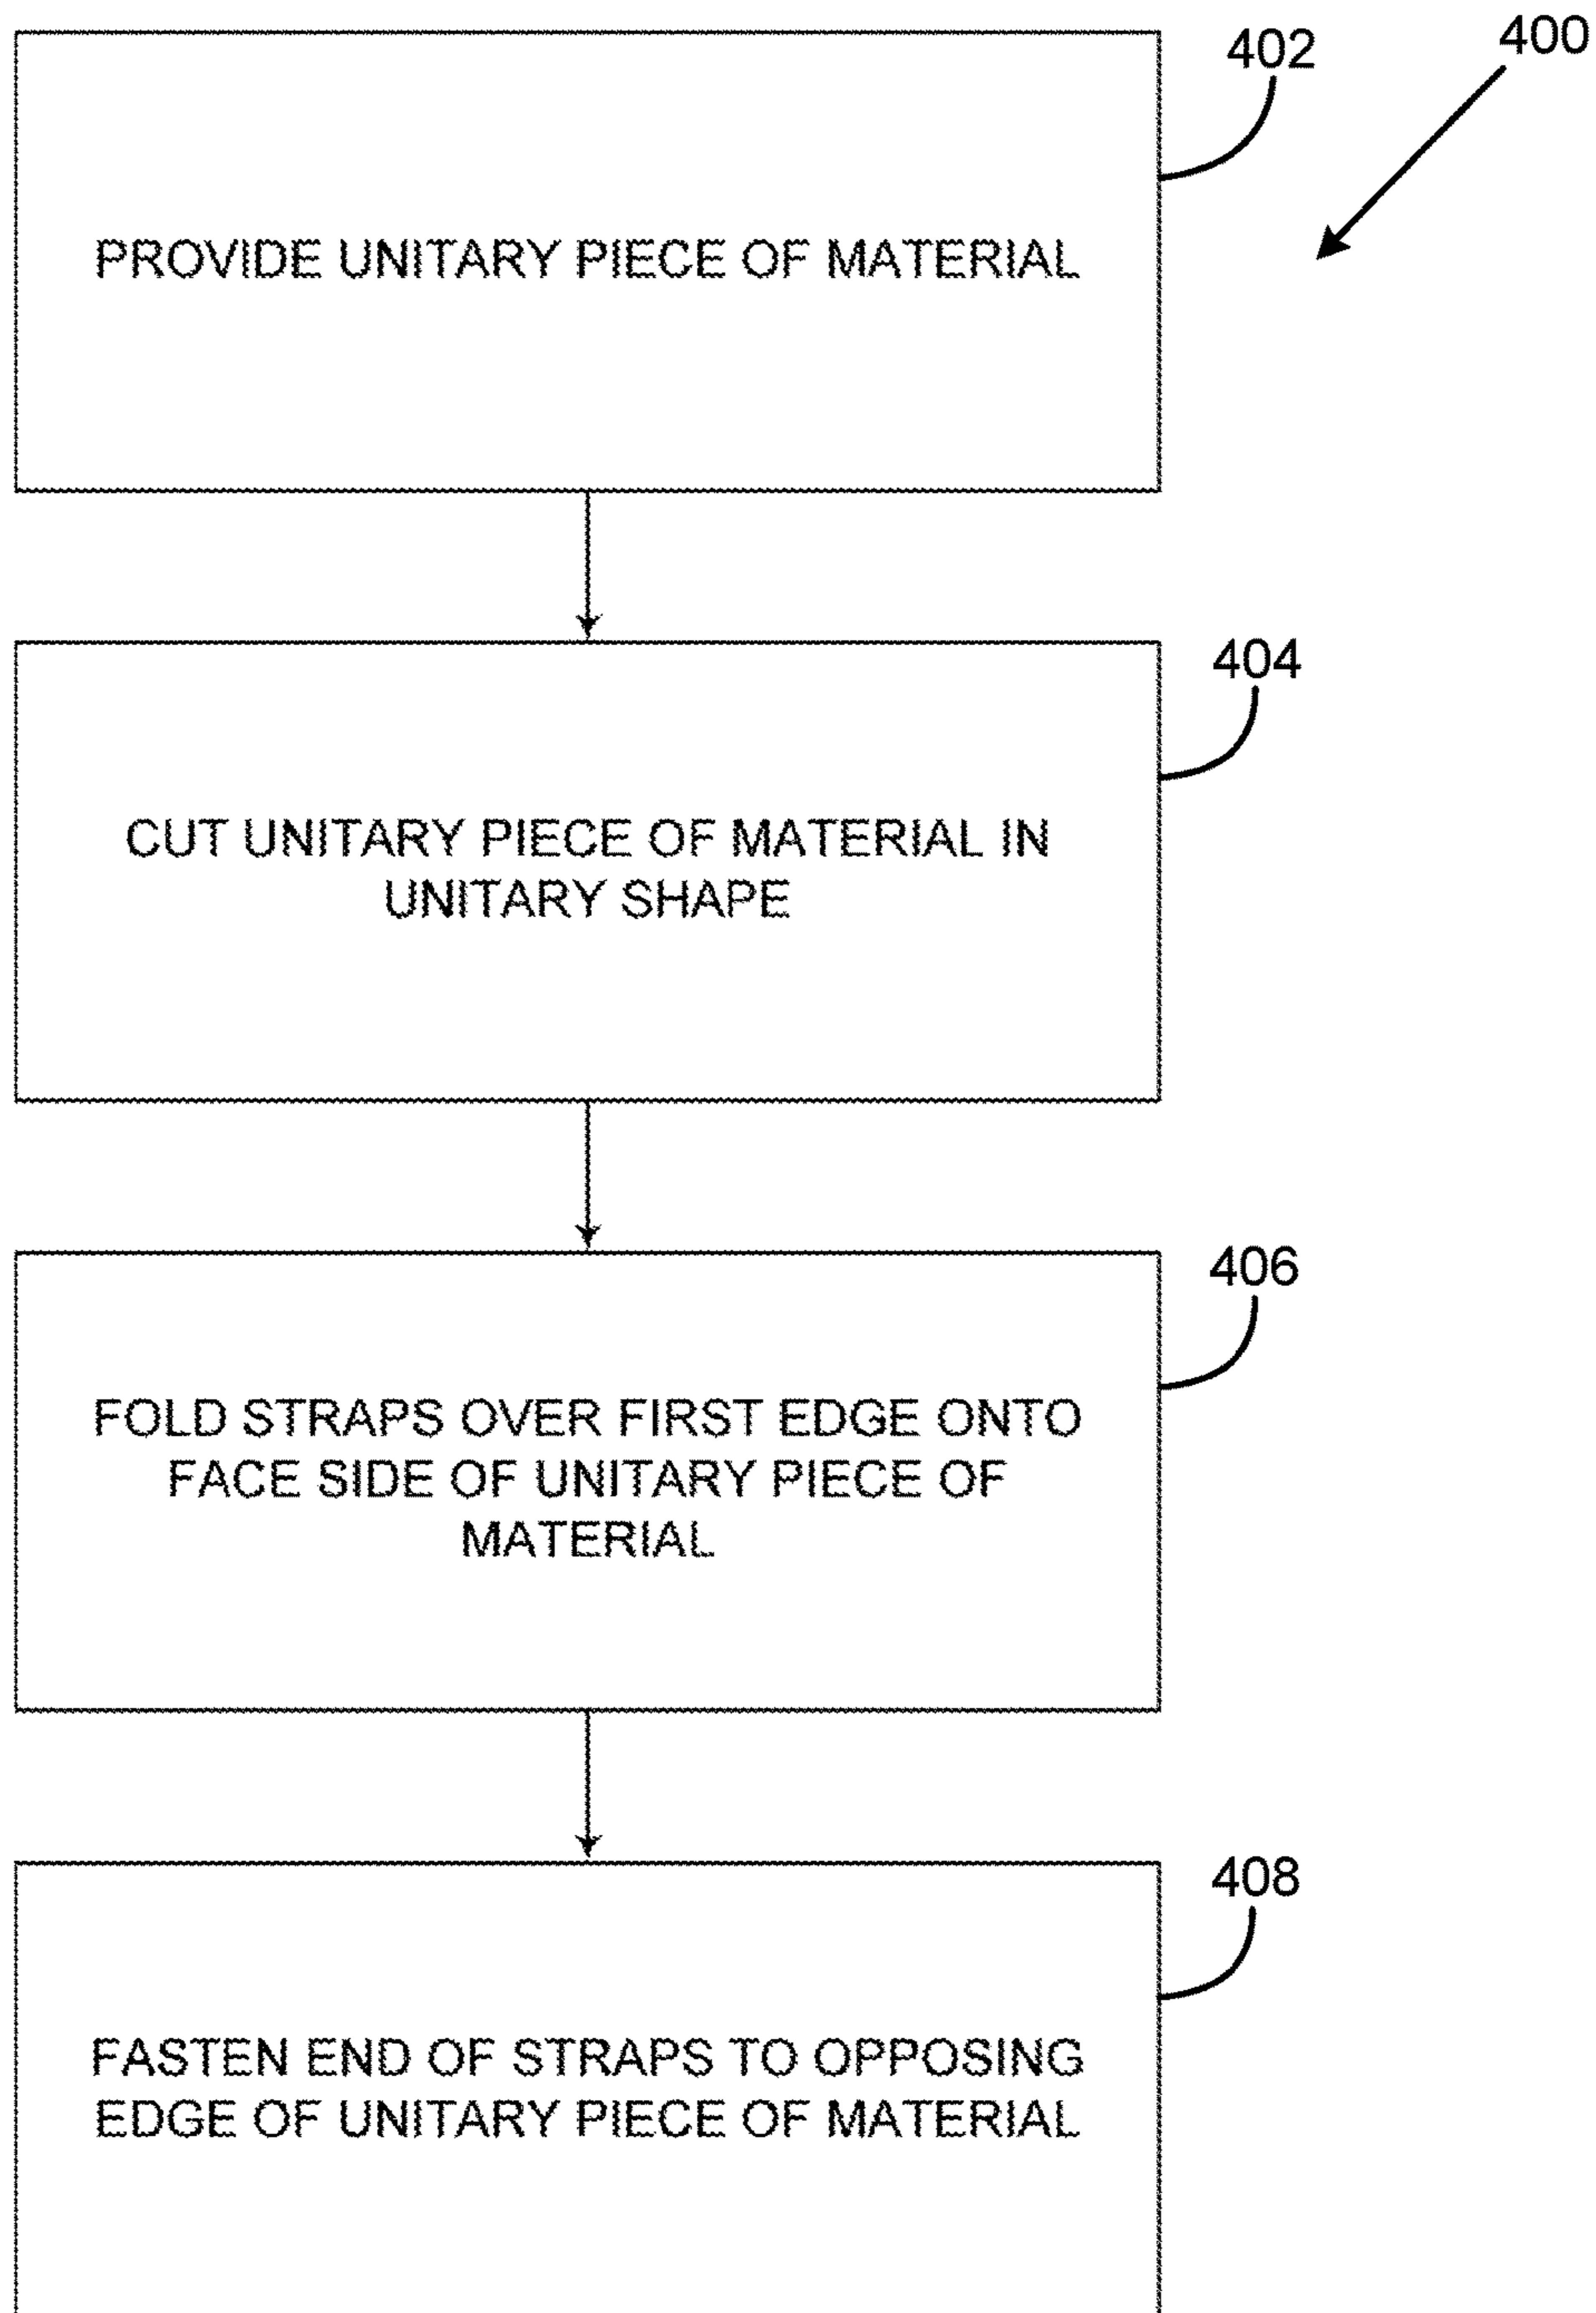 400
402
PROVIDE UNITARY PIECE OF MATERIAL
404
CUT UNITARY PIECE OF MATERIAL IN
UNITARY SHAPE
406
FOLD STRAPS OVER FIRST EDGE ONTO
FACE SIDE OF UNITARY PIECE OF
MATERIAL
408
FASTEN END OF STRAPS TO OPPOSING
EDGE OF UNITARY PIECE OF MATERIAL